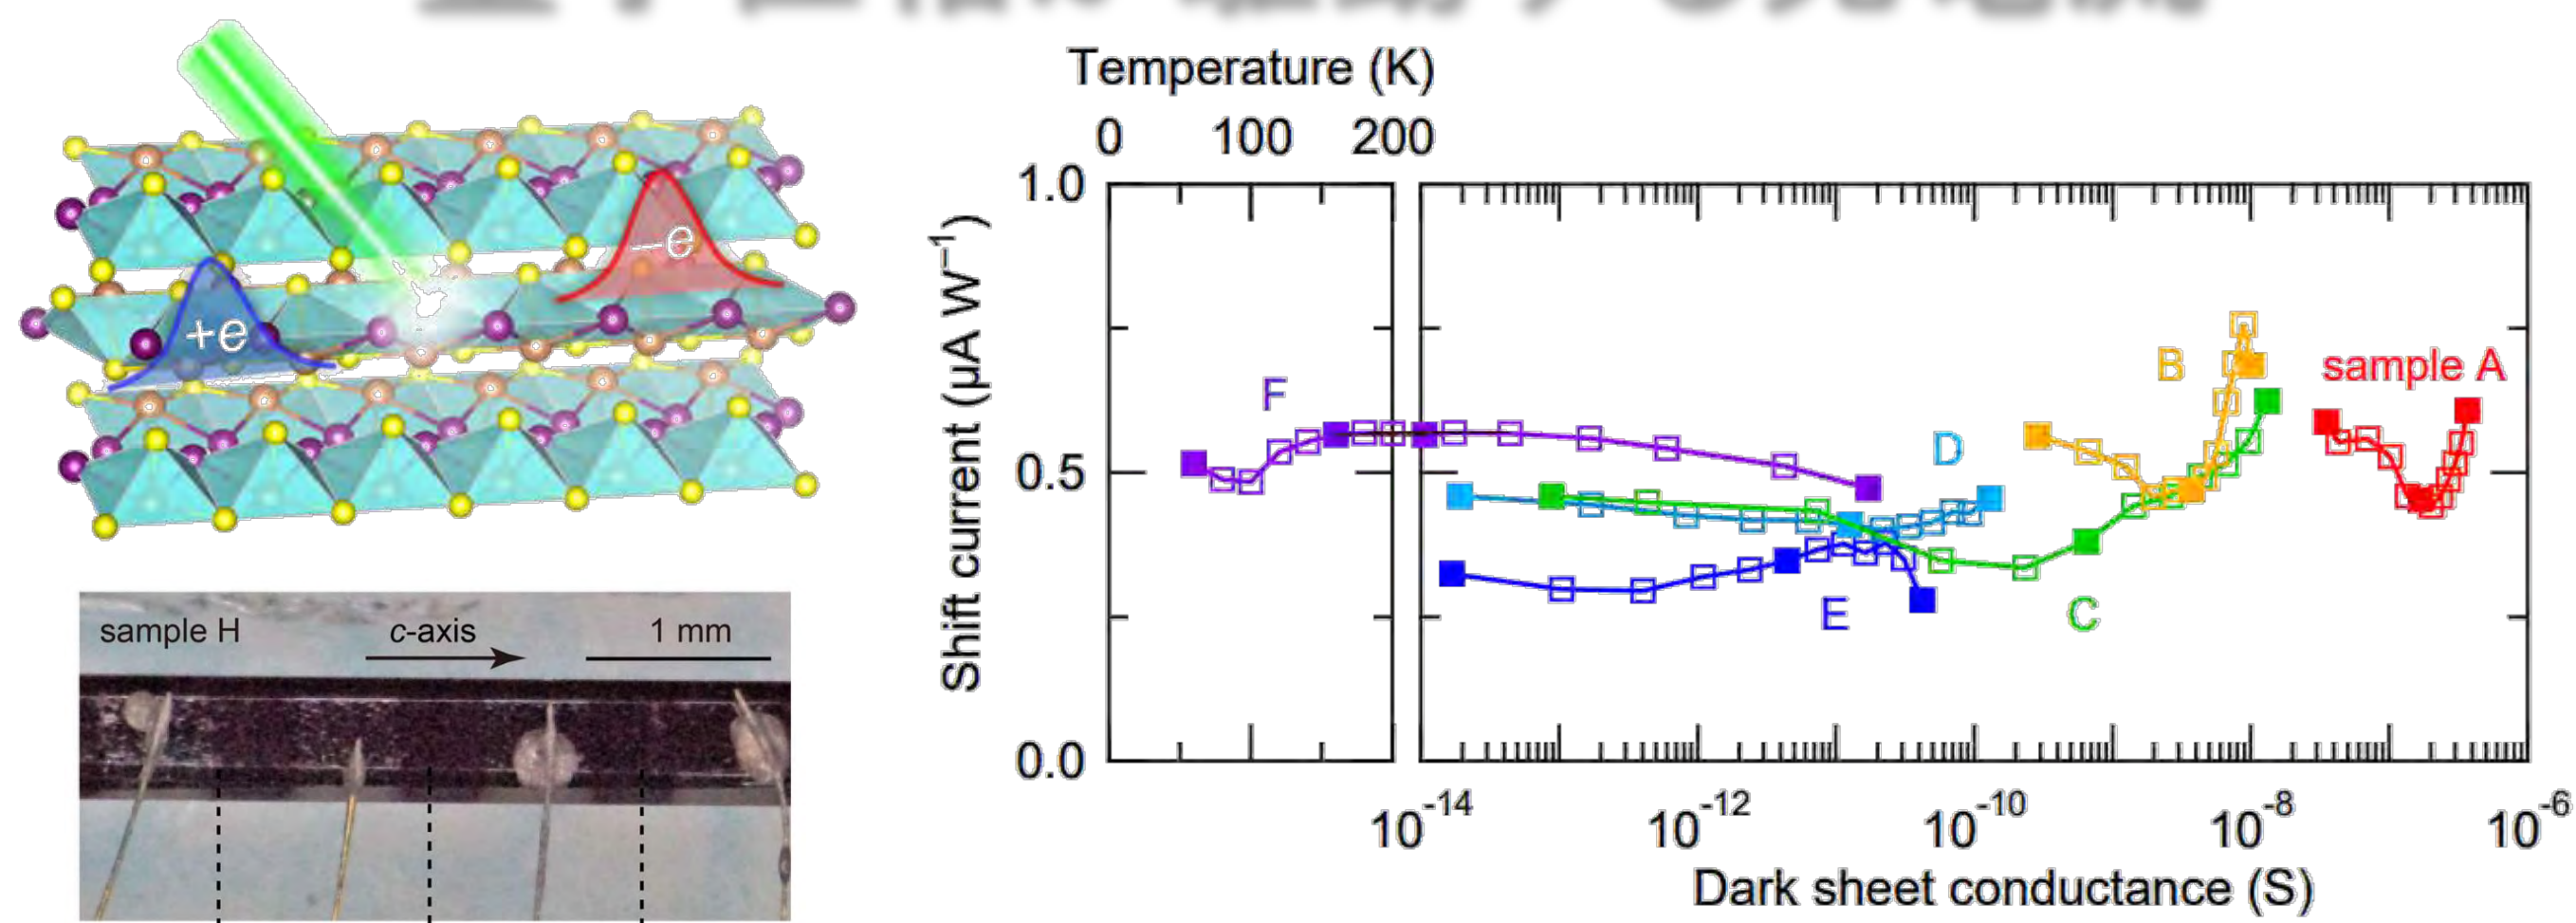 Temperature (K)
0 100 200
1.0
0.5
0.0
Shift current (μA W⁻¹)
F
D
B
sample A
E
C
10⁻¹⁴ 10⁻¹² 10⁻¹⁰ 10⁻⁸ 10⁻⁶
Dark sheet conductance (S)
−e
+e
sample H c-axis 1 mm